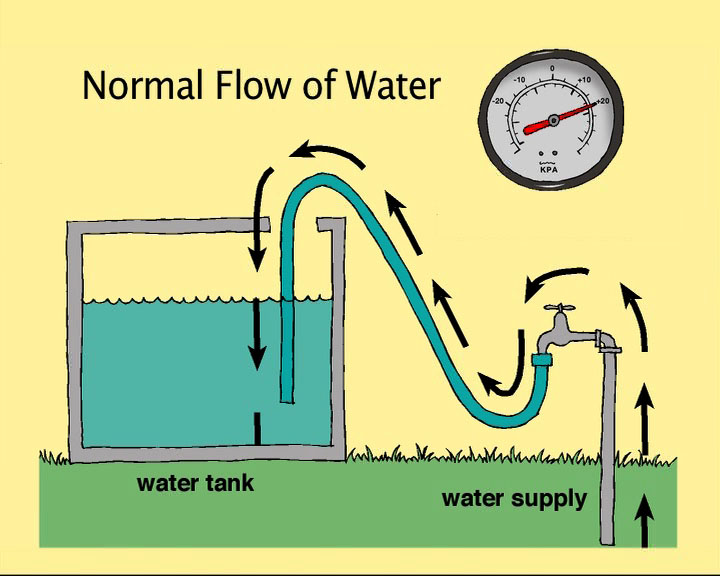 Normal Flow of Water
0
-10
+10
-20
+20
KPA
water tank
water supply